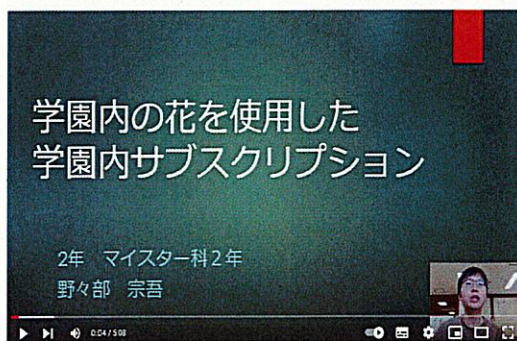 学園内の花を使用した
学園内サブスクリプション
2年 マイスター科2年
野々部 宗吾
0:04 / 5:08